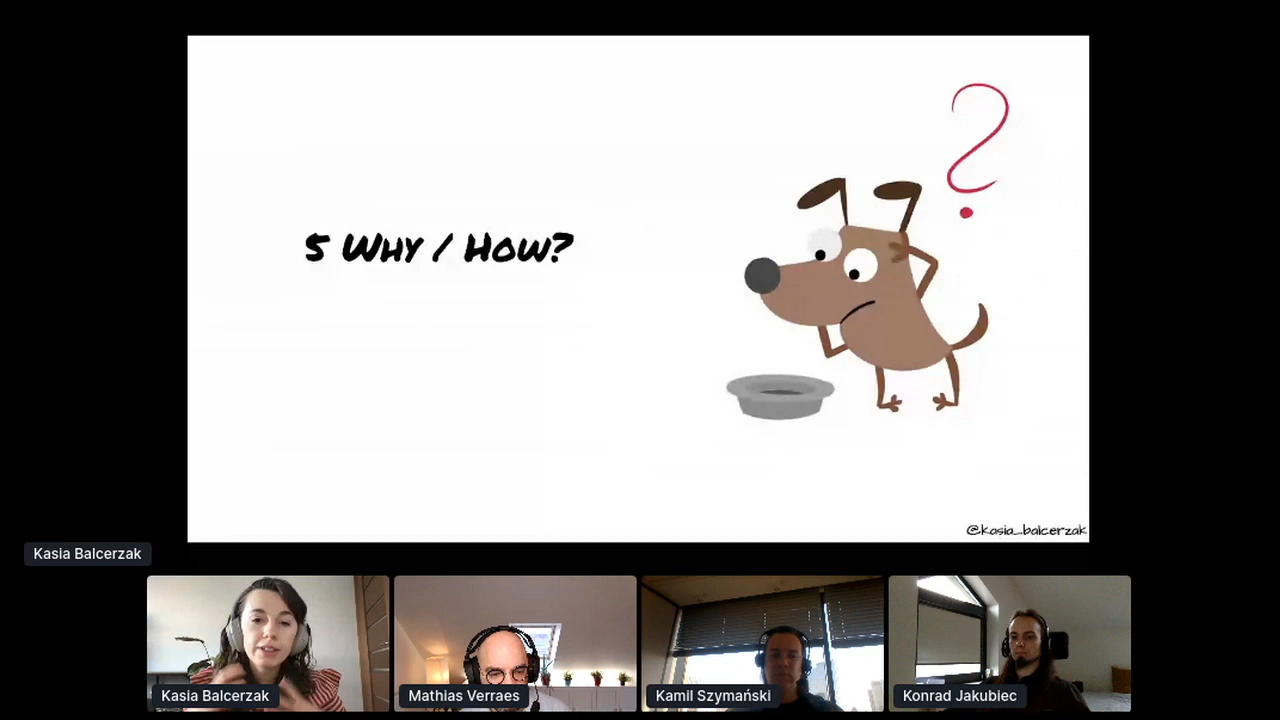 ?
5 Why / How?
@kasia_balcerzak
Kasia Balcerzak
Kasia Balcerzak
Mathias Verraes
Kamil Szymański
Konrad Jakubiec